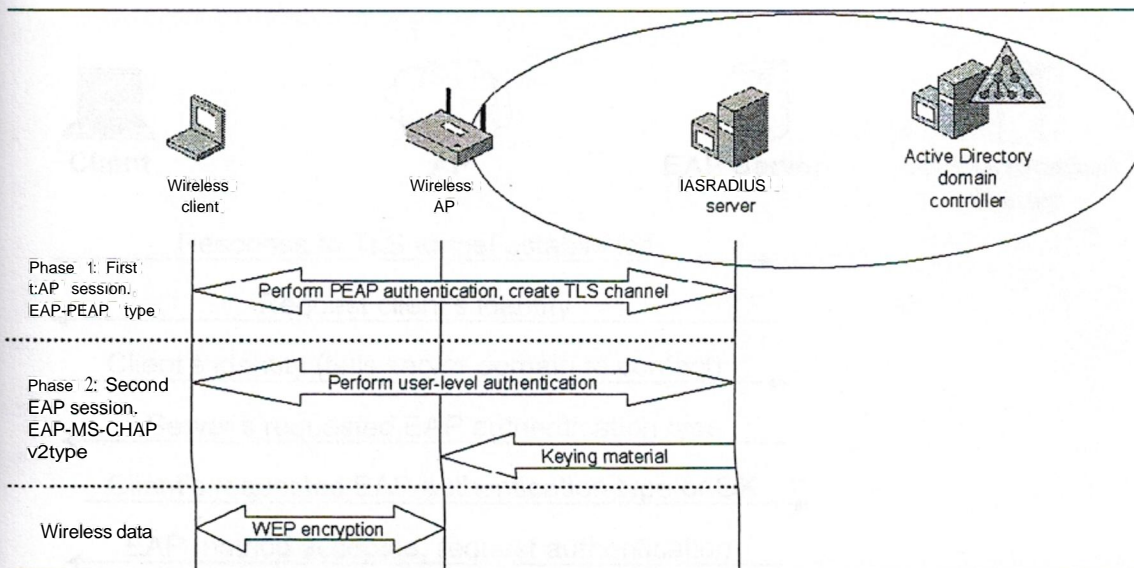 Wireless
client
Wireless
AP
IASRADIUS
server
Active Directory
domain
controller
Phase 1: First
t:AP session.
EAP-PEAP type
Perform PEAP authentication, create TLS channel
Phase 2: Second
EAP session.
EAP-MS-CHAP
v2type
Perform user-level authentication
Keying material
Wireless data
WEP encryption